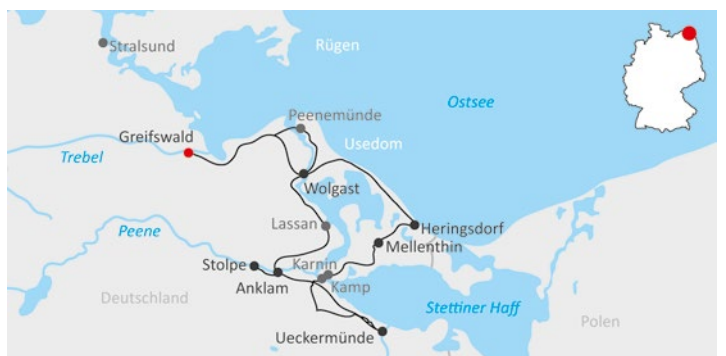 Stralsund
Rügen
Ostsee
Peenemünde
Greifswald
Usedom
Trebel
Wolgast
Lassan
Heringsdorf
Peene
Mellenthin
Stolpe
Karnin
Anklam
Kamp
Deutschland
Stettiner Haff
Polen
Ueckermünde